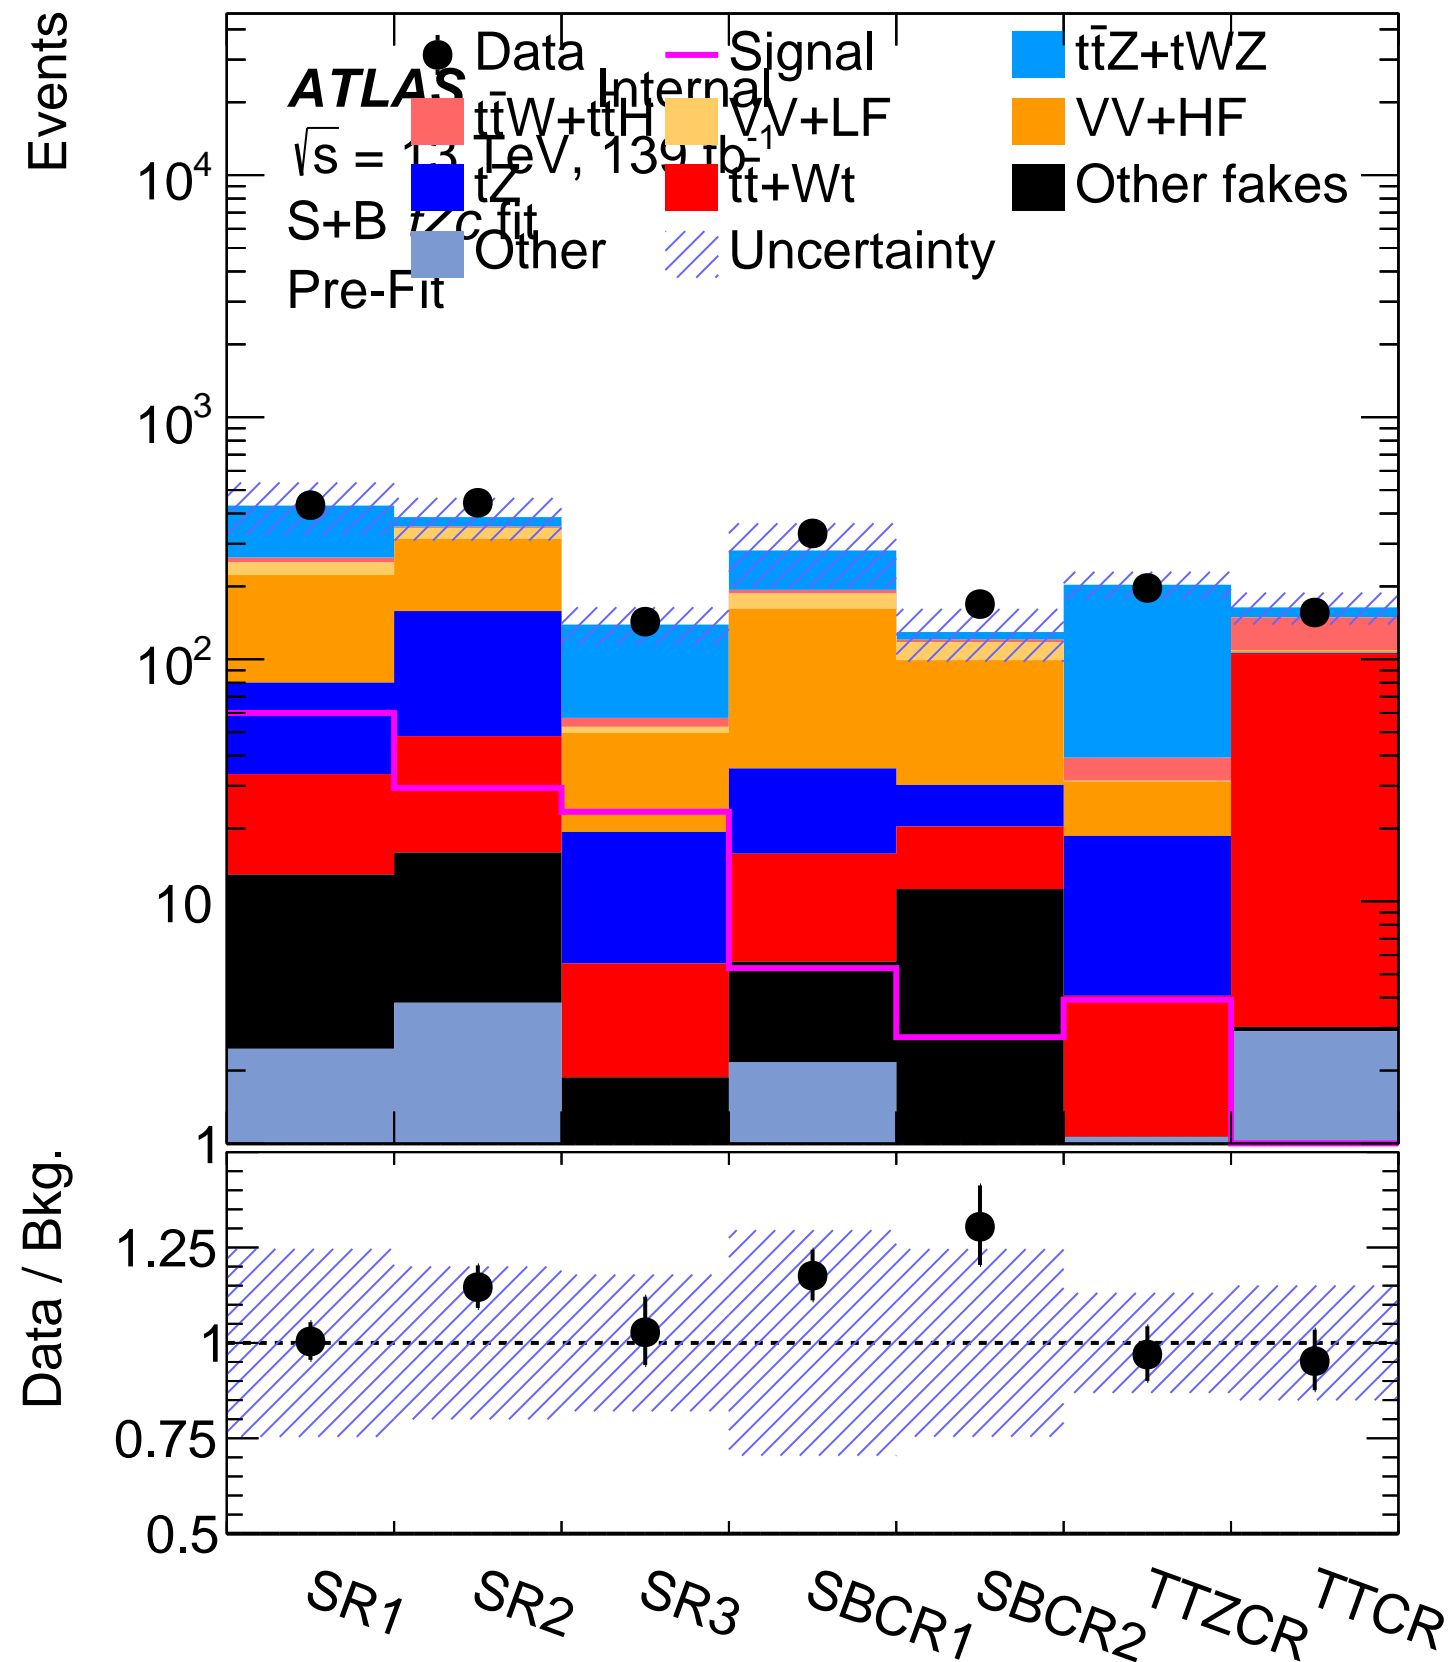 Events
Data
Signal
tt̄Z+tWZ
ATLAS Internal
tt̄W+tt̄H
VV+LF
VV+HF
√s = 13 TeV, 139 fb⁻¹
tZ
tt̄+Wt
Other fakes
S+B tZc fit
Other
Uncertainty
Pre-Fit
10⁴
10³
10²
10
1
Data / Bkg.
1.25
1
0.75
0.5
SR1
SR2
SR3
SBCR1
SBCR2
TTZCR
TTCR